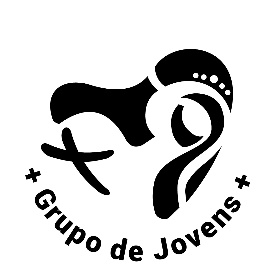 + Grupo de Jovens +